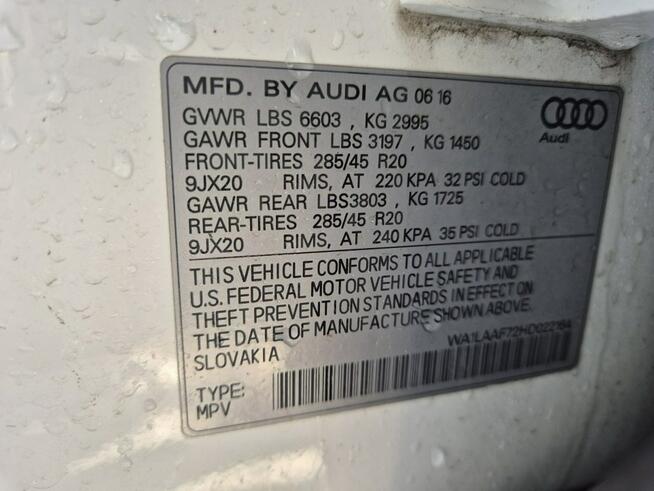 MFD. BY AUDI AG 06 16
GVWR LBS 6603 , KG 2995
GAWR FRONT LBS 3197 , KG 1450
FRONT-TIRES 285/45 R20
9JX20 RIMS, AT 220 KPA 32 PSI COLD
GAWR REAR LBS3803 , KG 1725
REAR-TIRES 285/45 R20
9JX20 RIMS, AT 240 KPA 35 PSI COLD
Audi
THIS VEHICLE CONFORMS TO ALL APPLICABLE
U.S. FEDERAL MOTOR VEHICLE SAFETY AND
THEFT PREVENTION STANDARDS IN EFFECT ON
THE DATE OF MANUFACTURE SHOWN ABOVE.
SLOVAKIA
WA1LAAF72HD022164
TYPE:
MPV